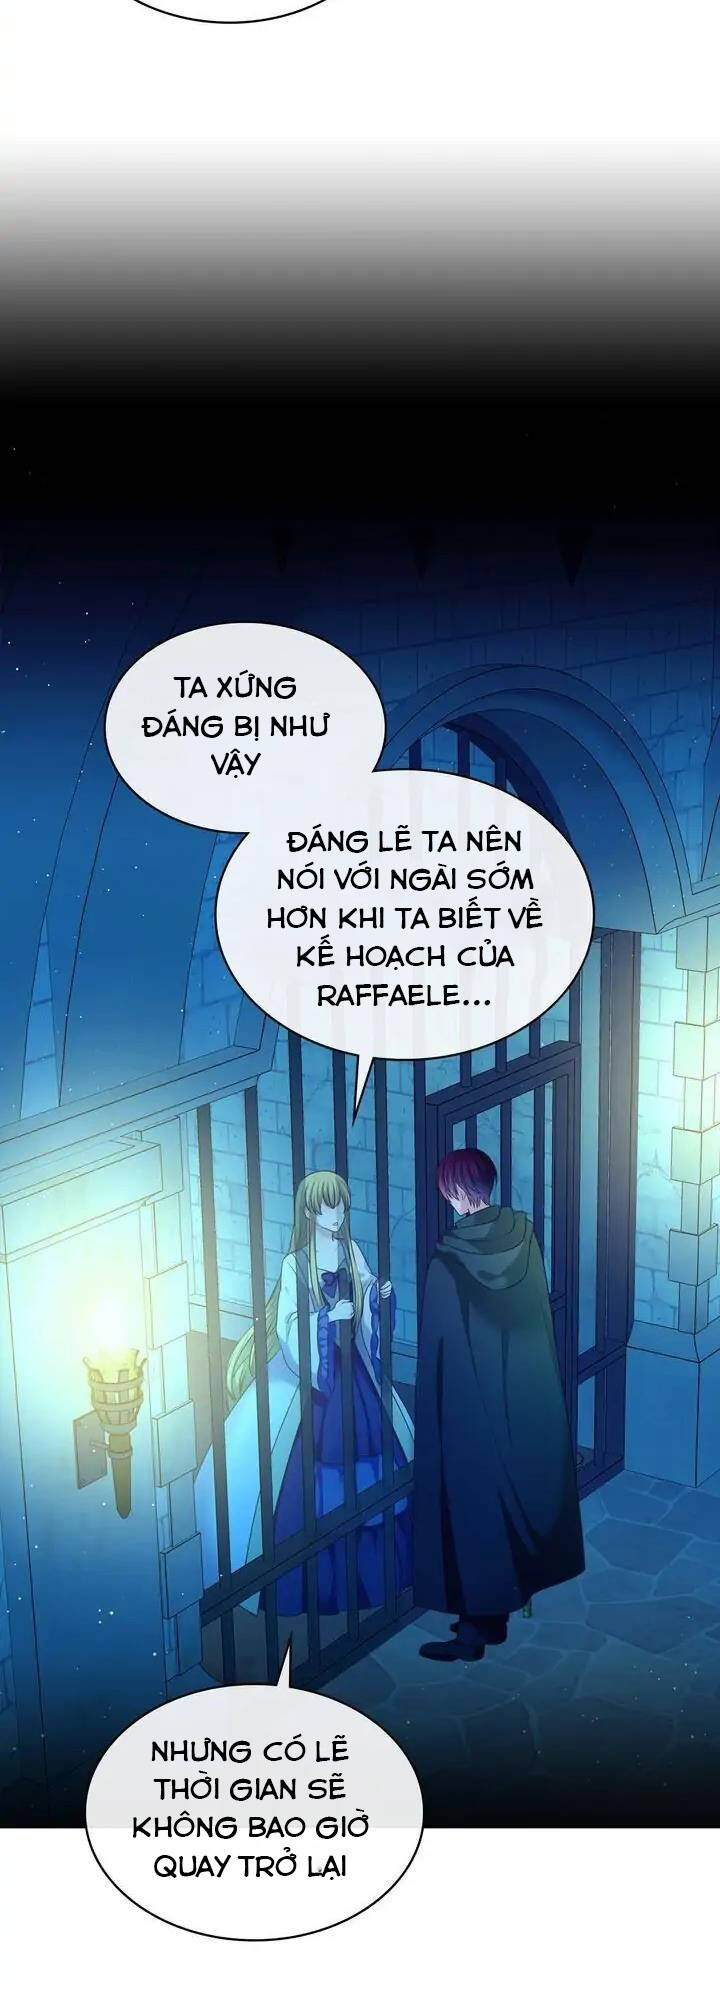 TA XỨNG
ĐÁNG BỊ NHƯ
VẬY
ĐÁNG LẼ TA NÊN
NÓI VỚI NGÀI SỚM
HƠN KHI TA BIẾT VỀ
KẾ HOẠCH CỦA
RAFFAELE...
NHƯNG CÓ LẼ
THỜI GIAN SẼ
KHÔNG BAO GIỜ
QUAY TRỞ LẠI